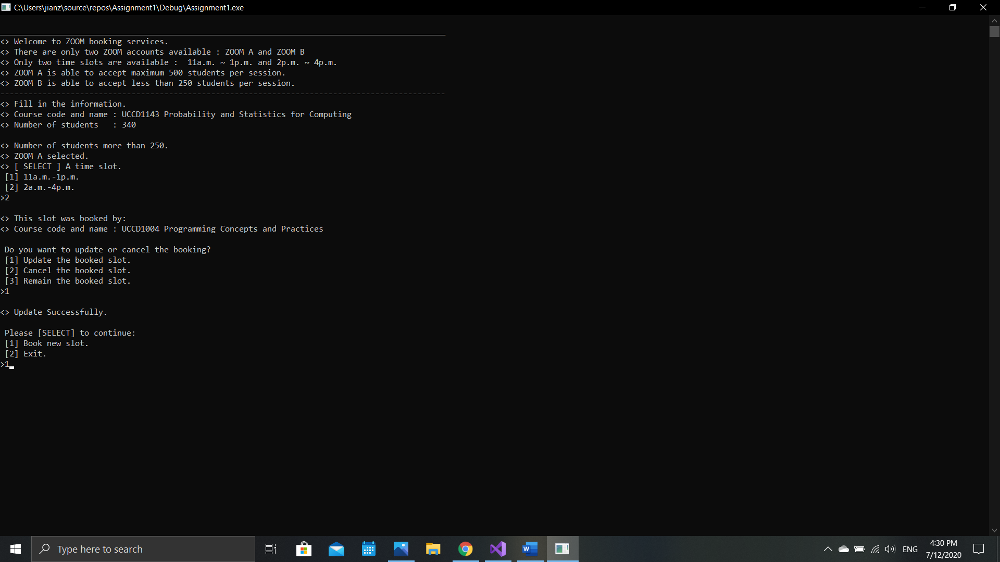 C:\Users\jianz\source\repos\Assignment1\Debug\Assignment1.exe
<> Welcome to ZOOM booking services.
<> There are only two ZOOM accounts available : ZOOM A and ZOOM B
<> Only two time slots are available :  11a.m. ~ 1p.m. and 2p.m. ~ 4p.m.
<> ZOOM A is able to accept maximum 500 students per session.
<> ZOOM B is able to accept less than 250 students per session.
-----------------------------------------------------------------------------------------------
<> Fill in the information.
<> Course code and name : UCCD1143 Probability and Statistics for Computing
<> Number of students   : 340
<> Number of students more than 250.
<> ZOOM A selected.
<> [ SELECT ] A time slot.
[1] 11a.m.-1p.m.
[2] 2a.m.-4p.m.
>2
<> This slot was booked by:
<> Course code and name : UCCD1004 Programming Concepts and Practices
Do you want to update or cancel the booking?
[1] Update the booked slot.
[2] Cancel the booked slot.
[3] Remain the booked slot.
>1
<> Update Successfully.
Please [SELECT] to continue:
[1] Book new slot.
[2] Exit.
>1
Type here to search
W
ENG
4:30 PM
7/12/2020